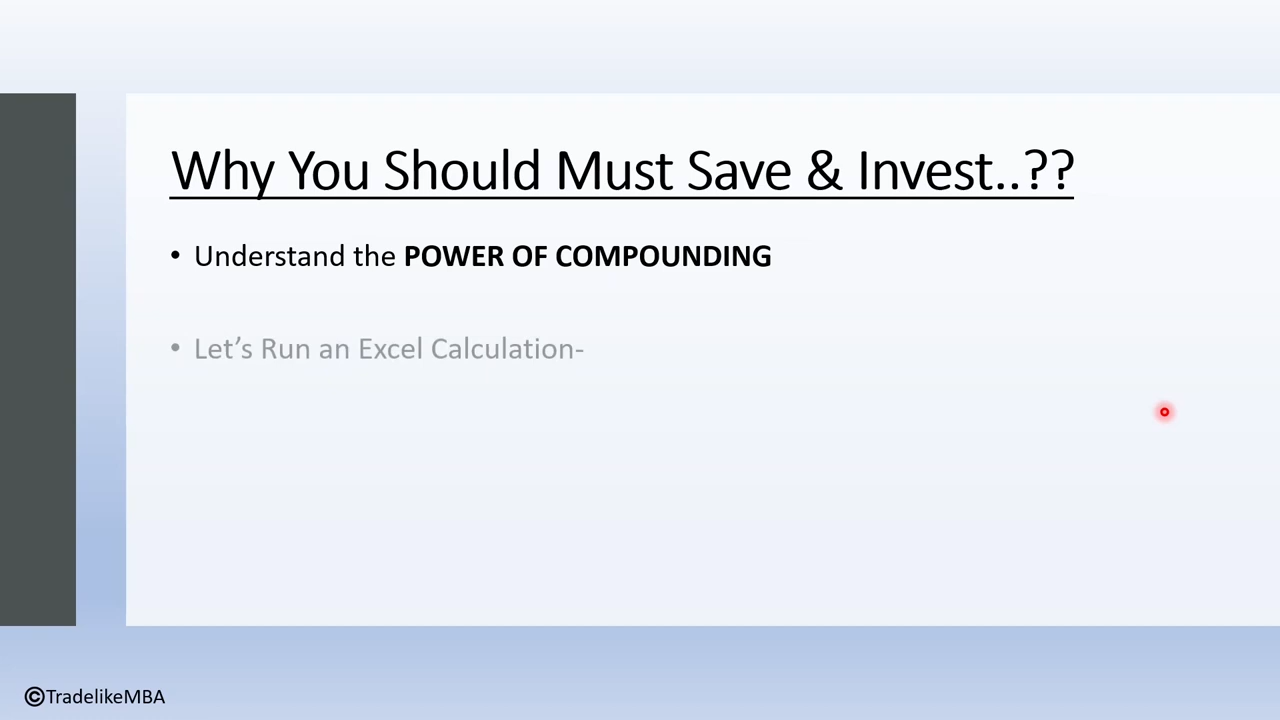 Why You Should Must Save & Invest..??
• Understand the POWER OF COMPOUNDING
• Let’s Run an Excel Calculation-
©TradelikeMBA